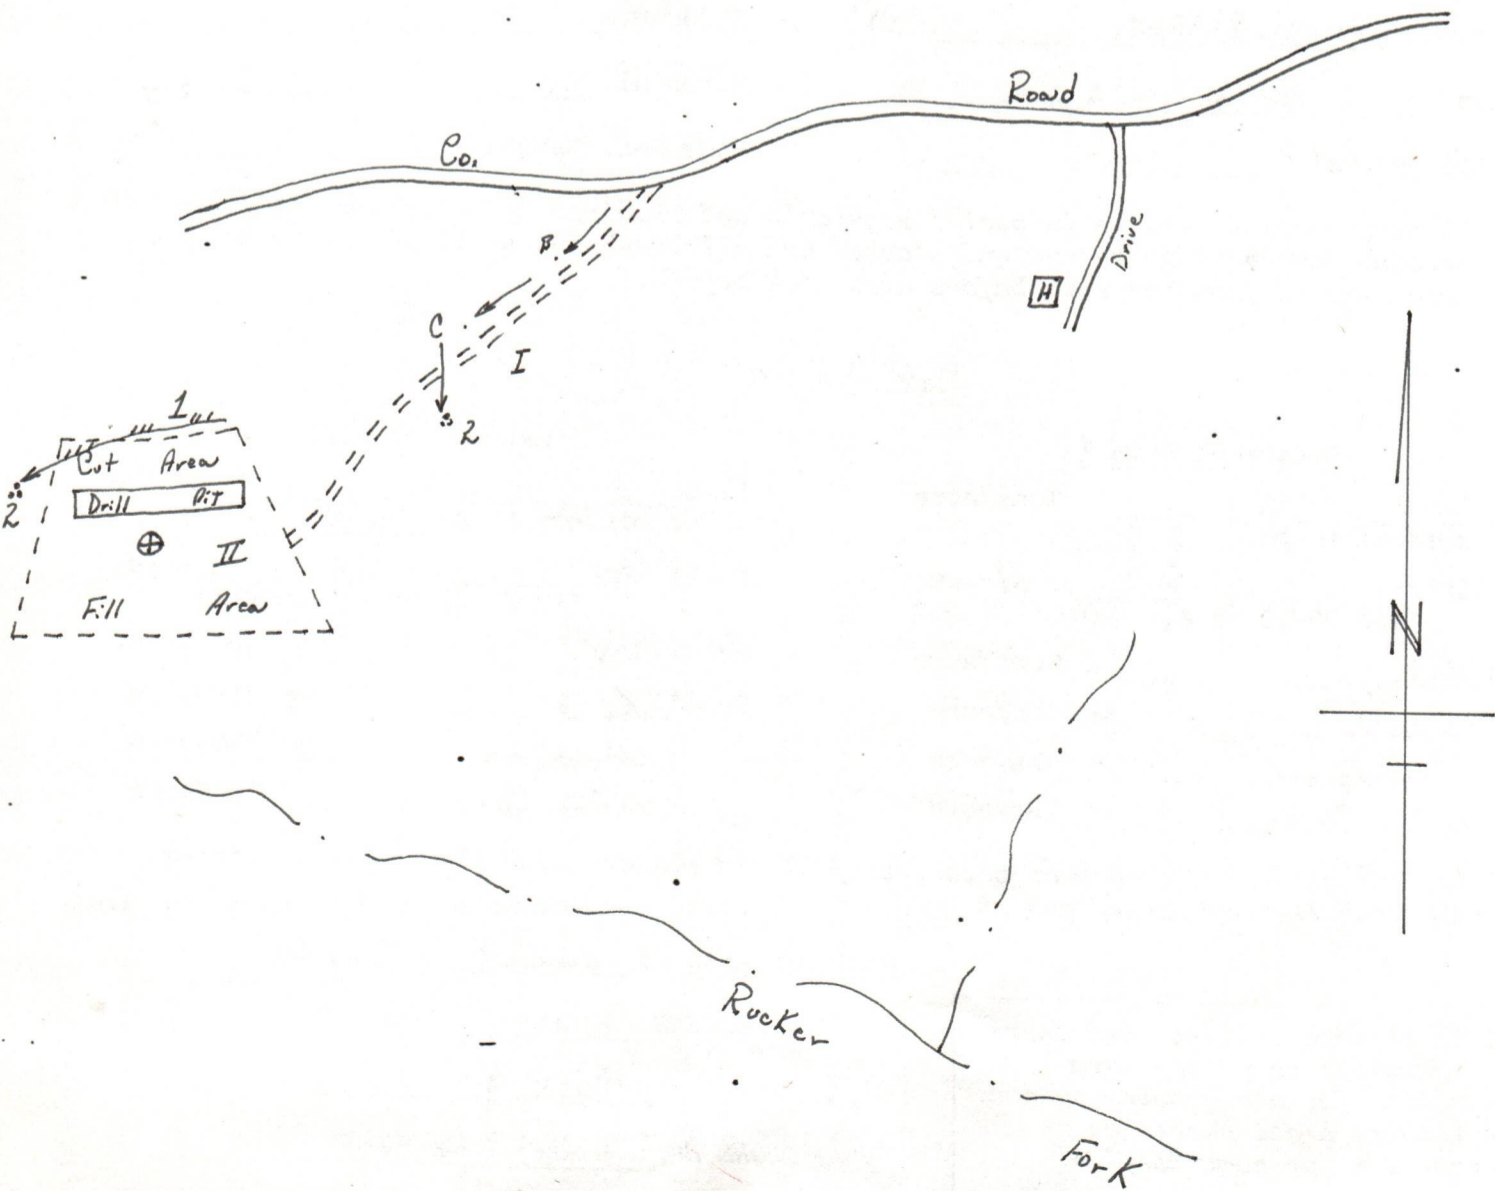 Road
Co.
Drive
B.
H
C
I
2
1
Cut Area
Drill Pit
2
II
Fill Area
N
Rucker
Fork